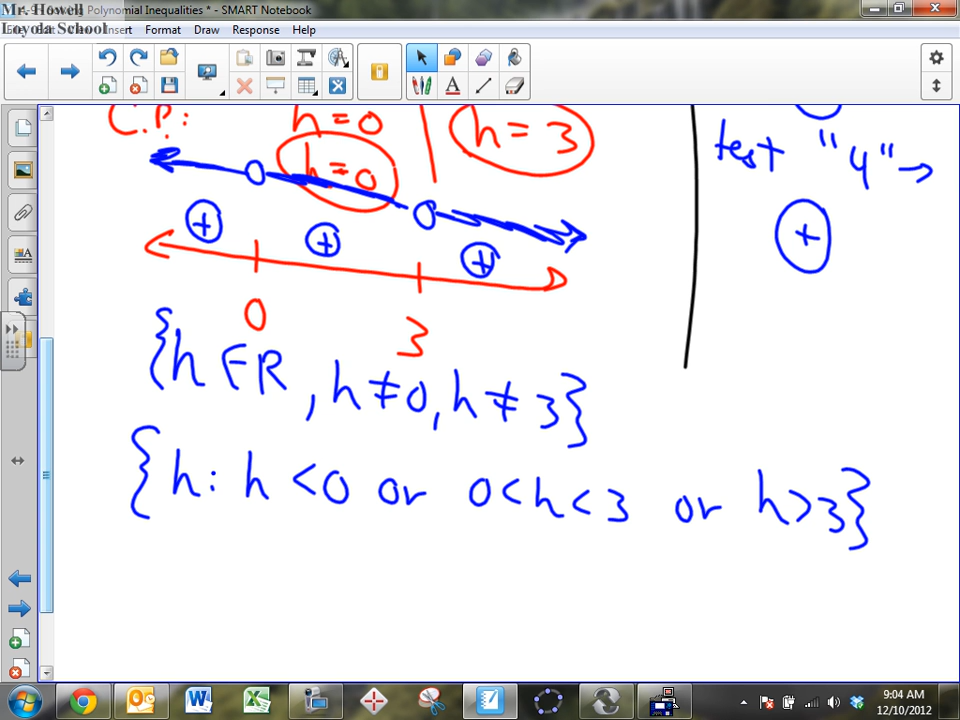 Mr. Howell
Loyola School
Polynomial Inequalities * - SMART Notebook
Insert Format Draw Response Help
C.P.: h=0 h=3
h=0
test "4"→
+
+ + +
0 3
{h ∈ R, h≠0, h≠3}
{h: h<0 or 0<h<3 or h>3}
9:04 AM
12/10/2012